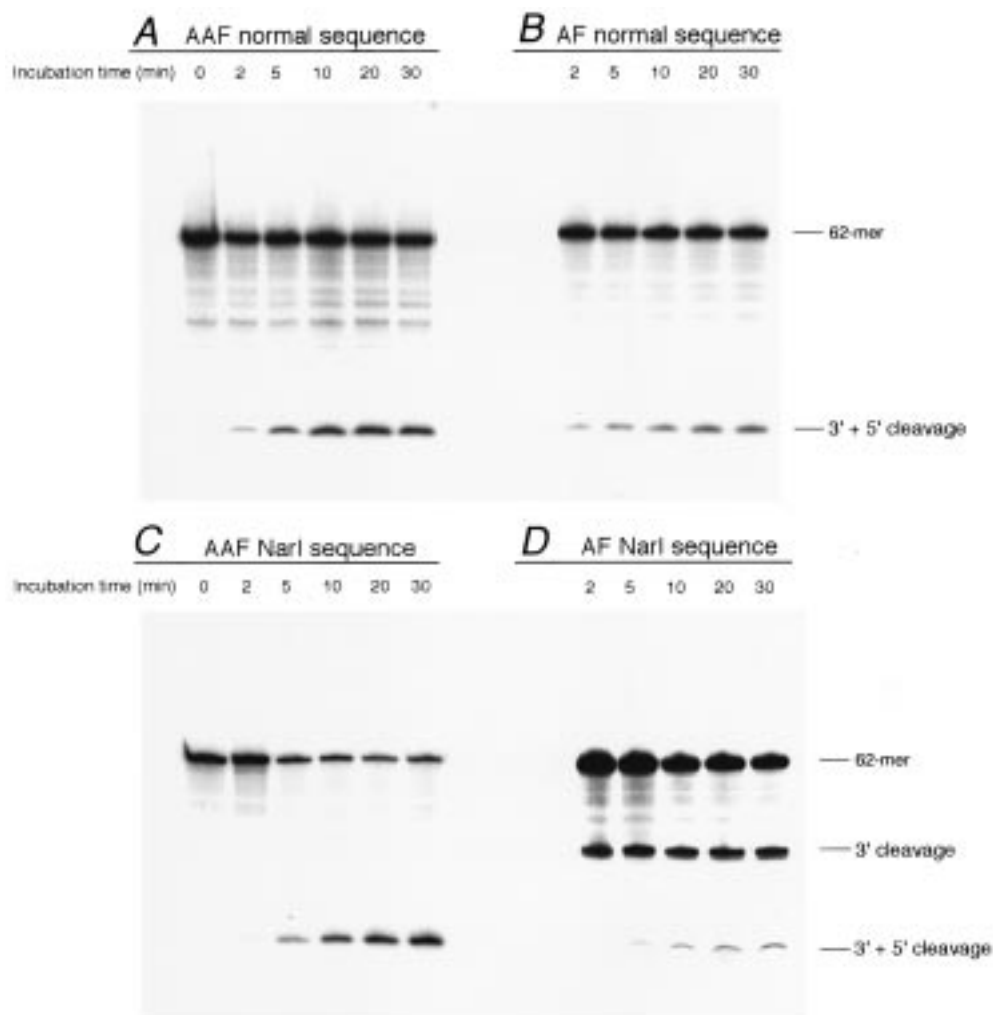 A AAF normal sequence
B AF normal sequence
Incubation time (min) 0 2 5 10 20 30
2 5 10 20 30
62-mer
3' + 5' cleavage
C AAF NarI sequence
D AF NarI sequence
Incubation time (min) 0 2 5 10 20 30
2 5 10 20 30
62-mer
3' cleavage
3' + 5' cleavage